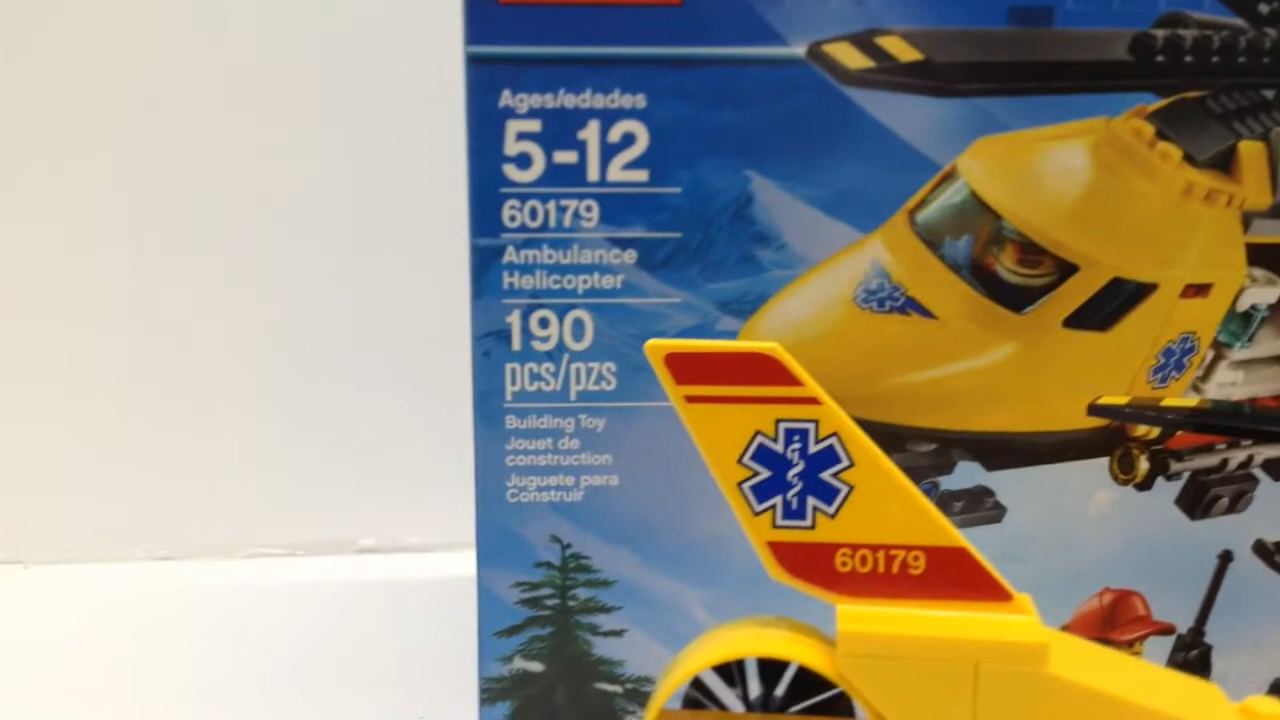 Ages/edades
5-12
60179
Ambulance
Helicopter
190
pcs/pzs
Building Toy
Jouet de
construction
Juguete para
Construir
60179